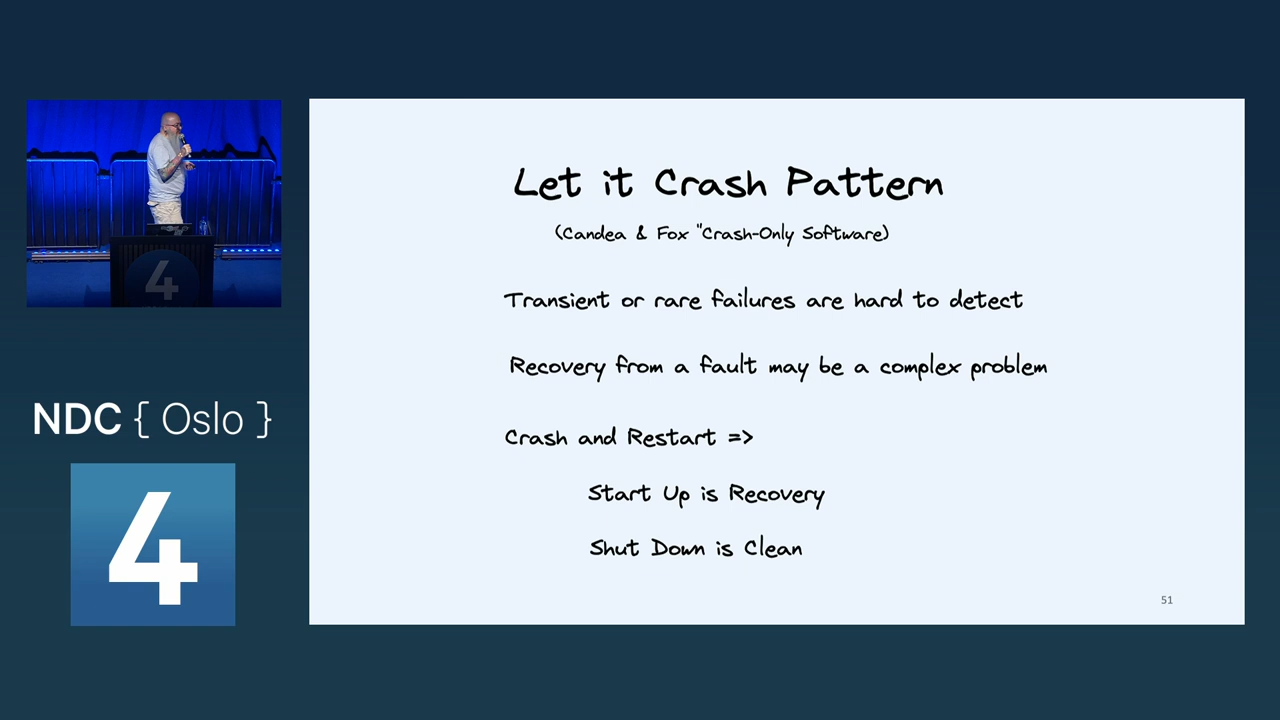 Let it Crash Pattern
(Candea & Fox "Crash-Only Software)
Transient or rare failures are hard to detect
Recovery from a fault may be a complex problem
Crash and Restart =>
Start Up is Recovery
Shut Down is Clean
51
4
NDC { Oslo }
4